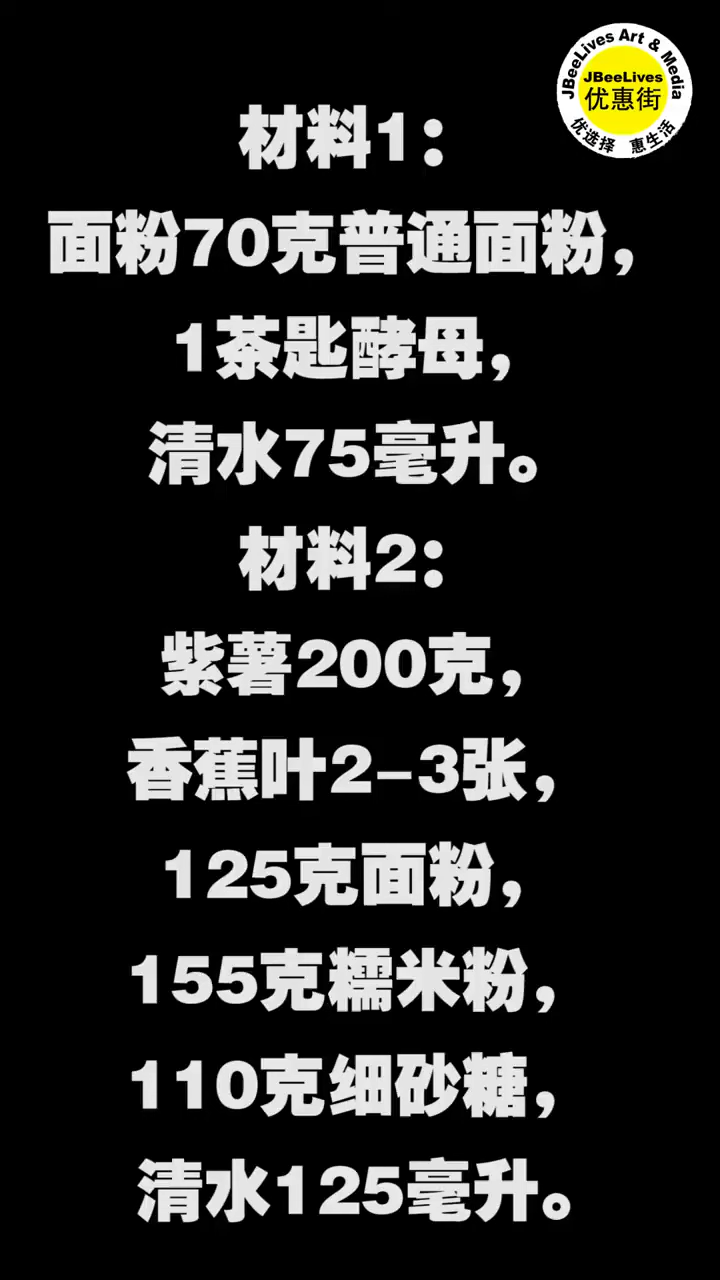 JBeeLives Art & Media
JBeeLives
优惠街
优选择 惠生活
材料1：
面粉70克普通面粉，
1茶匙酵母，
清水75毫升。
材料2：
紫薯200克，
香蕉叶2-3张，
125克面粉，
155克糯米粉，
110克细砂糖，
清水125毫升。